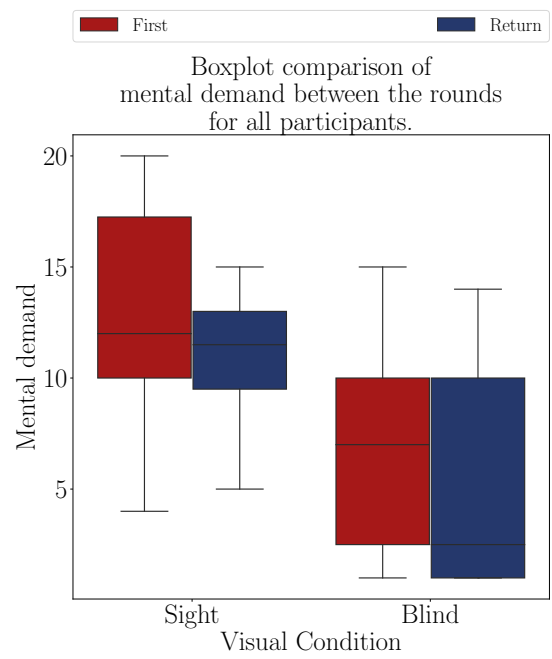 First
Return
Boxplot comparison of
mental demand between the rounds
for all participants.
20
15
10
5
Mental demand
Sight
Blind
Visual Condition